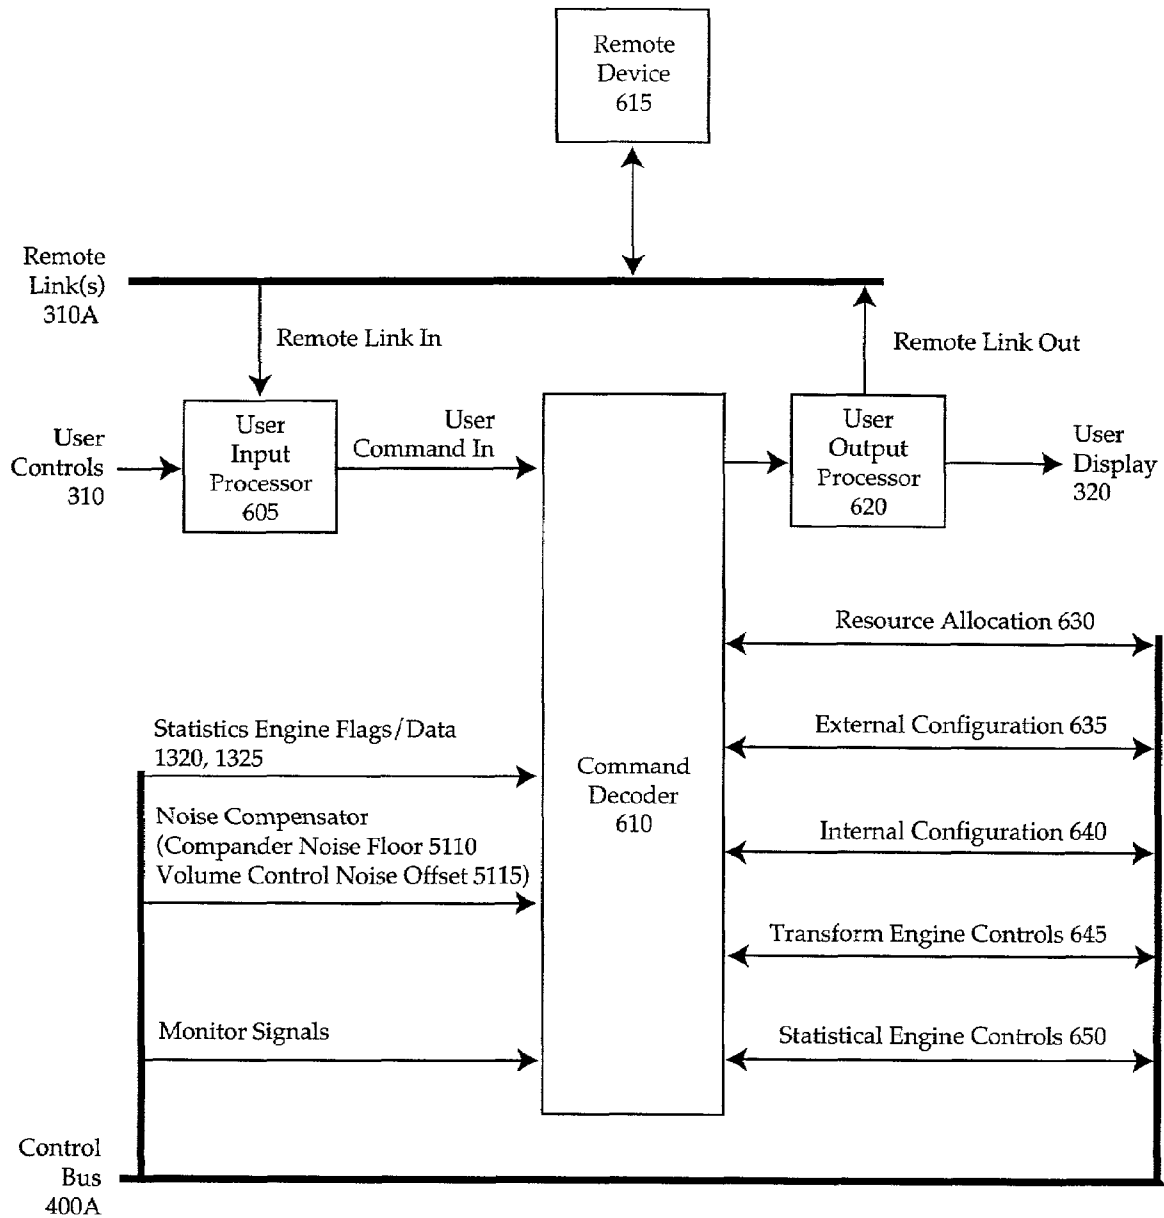 Remote
Device
615
Remote
Link(s)
310A
Remote Link In
Remote Link Out
User
Controls
310
User
Input
Processor
605
User
Command In
User
Output
Processor
620
User
Display
320
Resource Allocation 630
External Configuration 635
Internal Configuration 640
Transform Engine Controls 645
Statistical Engine Controls 650
Statistics Engine Flags/Data
1320, 1325
Noise Compensator
(Compander Noise Floor 5110
Volume Control Noise Offset 5115)
Monitor Signals
Command
Decoder
610
Control
Bus
400A